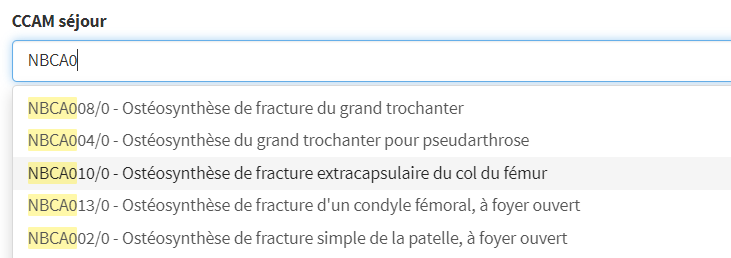 CCAM séjour
NBCA0
NBCA008/0 - Ostéosynthèse de fracture du grand trochanter
NBCA004/0 - Ostéosynthèse du grand trochanter pour pseudarthrose
NBCA010/0 - Ostéosynthèse de fracture extracapsulaire du col du fémur
NBCA013/0 - Ostéosynthèse de fracture d'un condyle fémoral, à foyer ouvert
NBCA002/0 - Ostéosynthèse de fracture simple de la patelle, à foyer ouvert